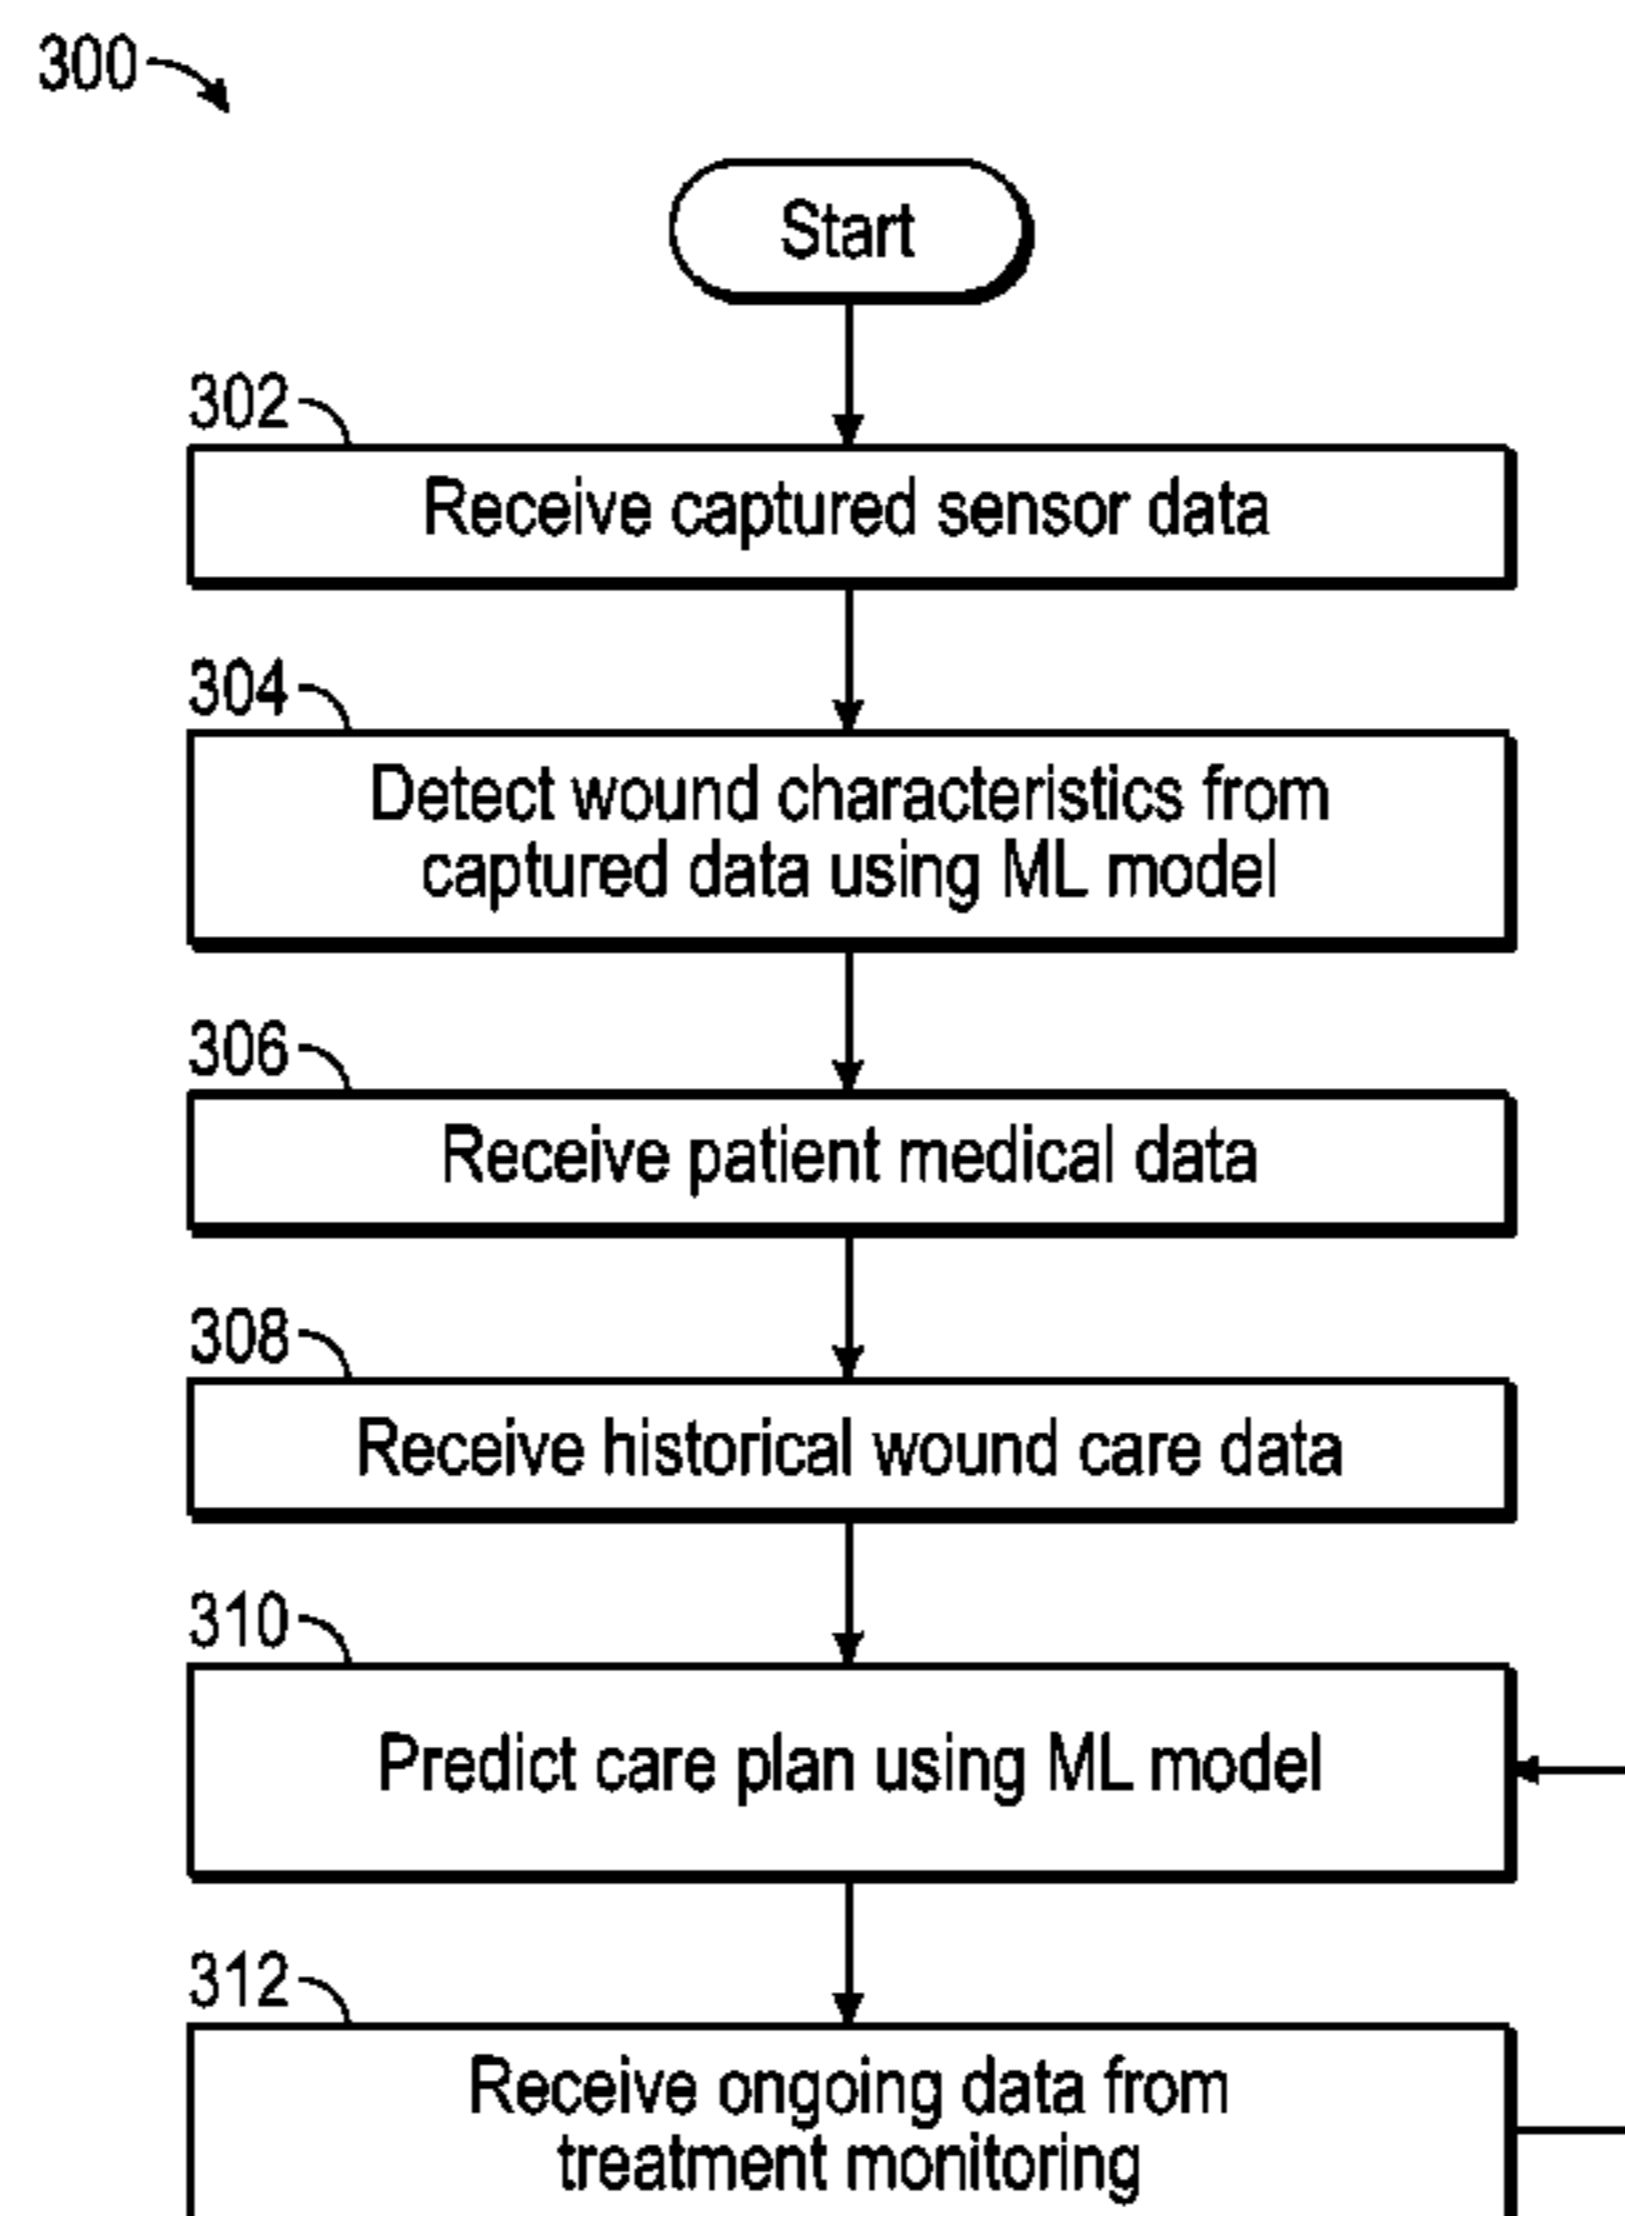 300
Start
302
Receive captured sensor data
304
Detect wound characteristics from
captured data using ML model
306
Receive patient medical data
308
Receive historical wound care data
310
Predict care plan using ML model
312
Receive ongoing data from
treatment monitoring